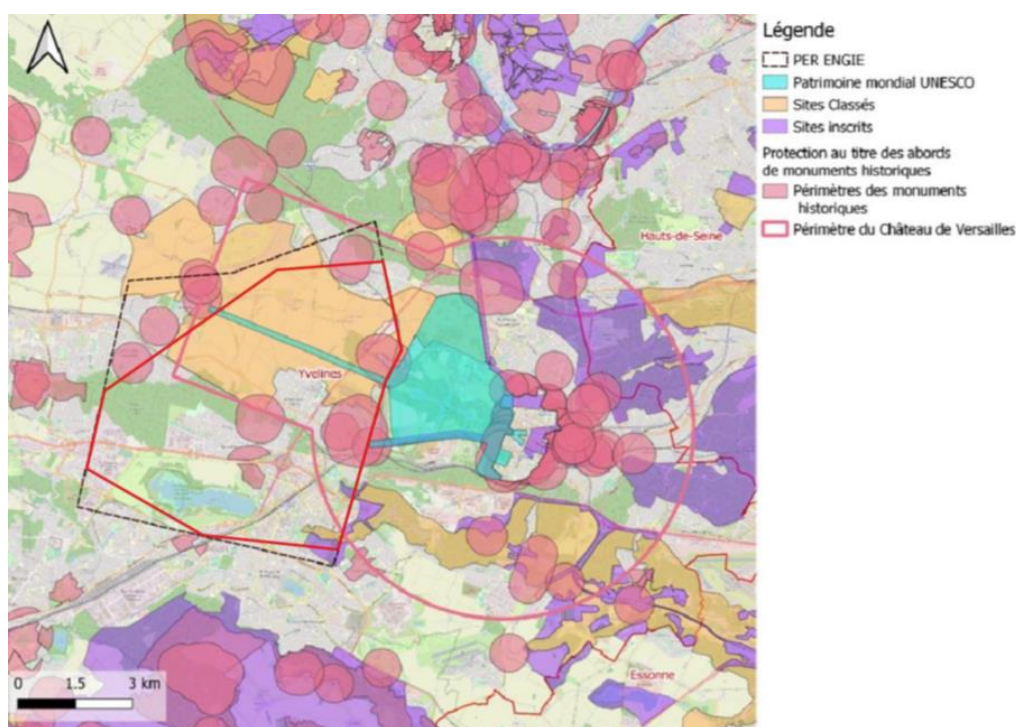 Légende
PER ENGIE
Patrimoine mondial UNESCO
Sites Classés
Sites inscrits
Protection au titre des abords
de monuments historiques
Périmètres des monuments
historiques
Périmètre du Château de Versailles
Hauts-de-Seine
Yvelines
Essonne
0 1.5 3 km